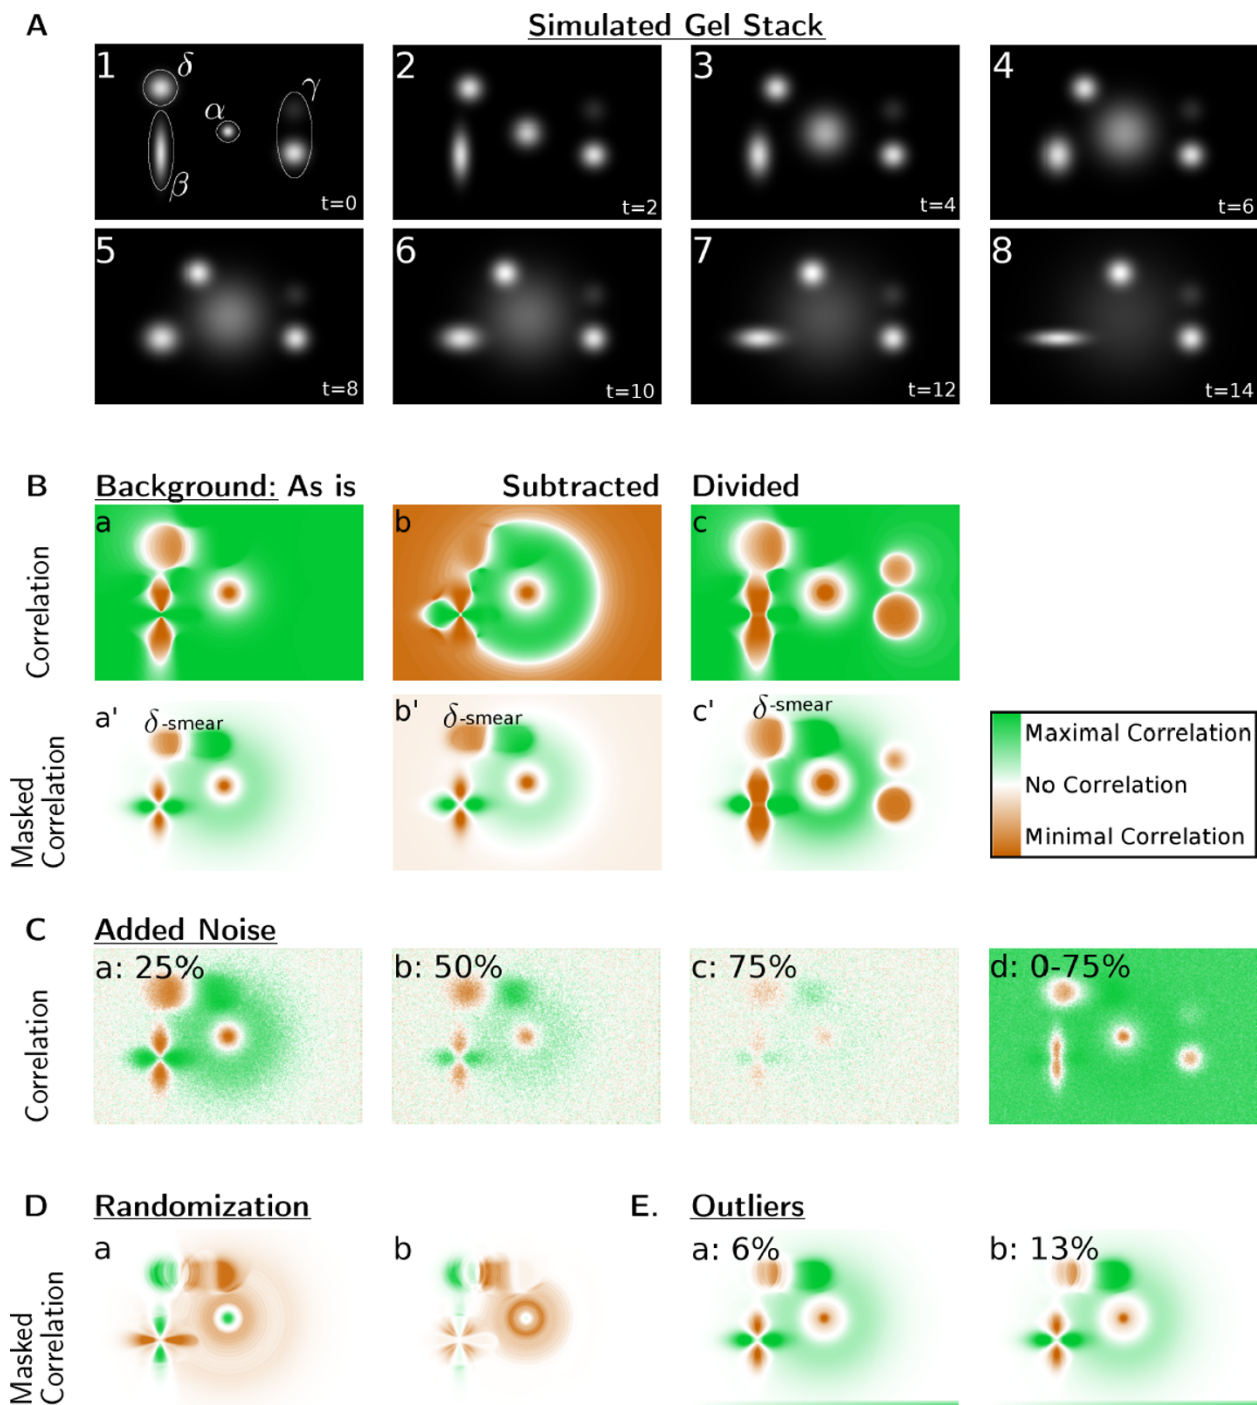 A Simulated Gel Stack
1 δ α γ β t=0
2 t=2
3 t=4
4 t=6
5 t=8
6 t=10
7 t=12
8 t=14
B Background: As is Subtracted Divided
Correlation
a b c
Masked Correlation
a' δ-smear
b' δ-smear
c' δ-smear
Maximal Correlation
No Correlation
Minimal Correlation
C Added Noise
Correlation
a: 25% b: 50% c: 75% d: 0-75%
D Randomization E. Outliers
Masked Correlation
a b a: 6% b: 13%